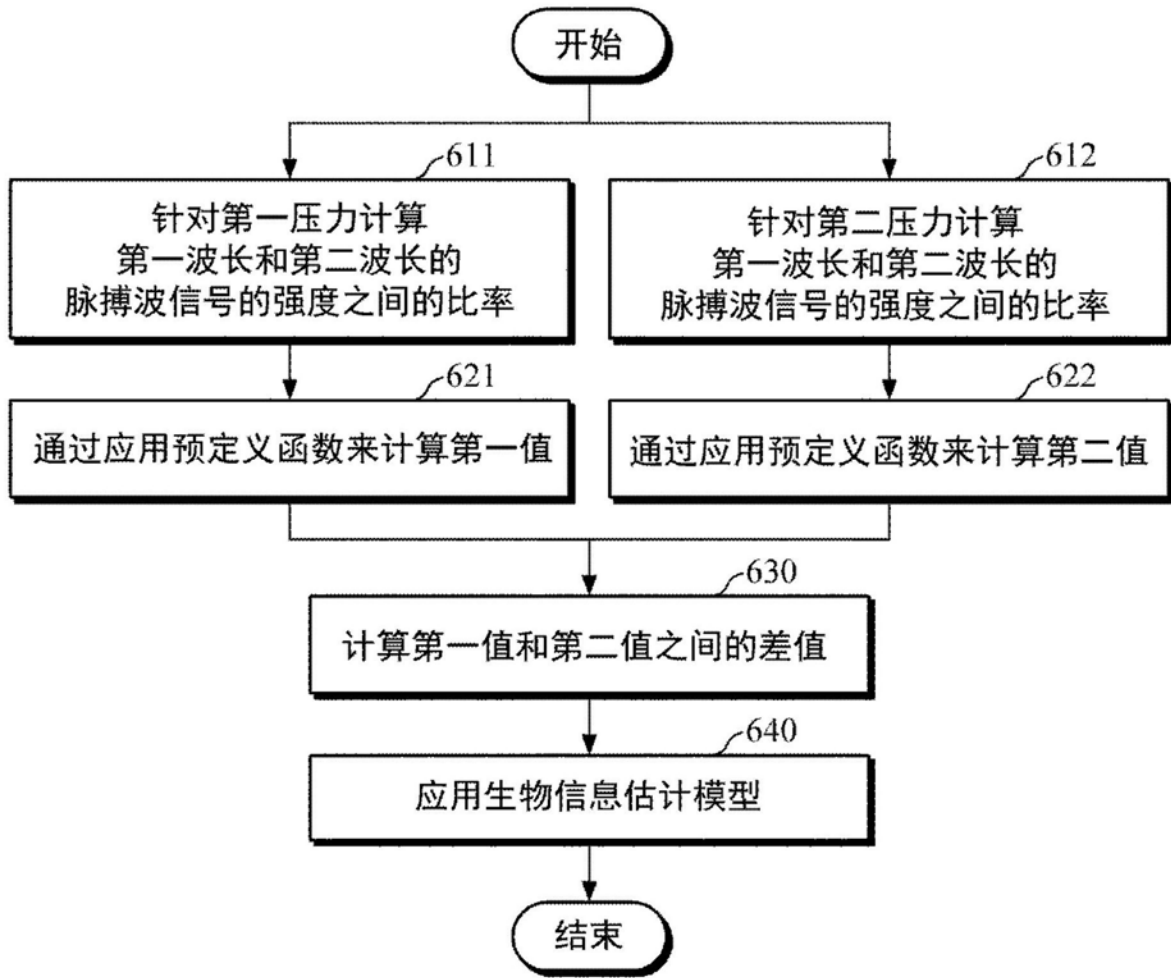 开始
611
针对第一压力计算
第一波长和第二波长的
脉搏波信号的强度之间的比率
612
针对第二压力计算
第一波长和第二波长的
脉搏波信号的强度之间的比率
621
通过应用预定义函数来计算第一值
622
通过应用预定义函数来计算第二值
630
计算第一值和第二值之间的差值
640
应用生物信息估计模型
结束